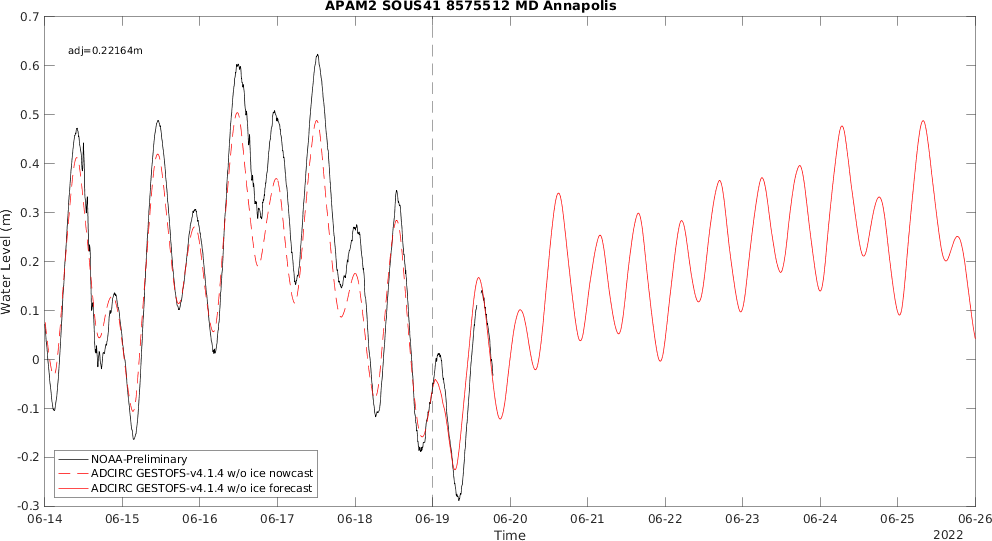 APAM2 SOUS41 8575512 MD Annapolis
adj=0.22164m
0.7
0.6
0.5
0.4
0.3
0.2
0.1
0
-0.1
-0.2
-0.3
Water Level (m)
NOAA-Preliminary
ADCIRC GESTOFS-v4.1.4 w/o ice nowcast
ADCIRC GESTOFS-v4.1.4 w/o ice forecast
06-14 06-15 06-16 06-17 06-18 06-19 06-20 06-21 06-22 06-23 06-24 06-25 06-26
Time
2022